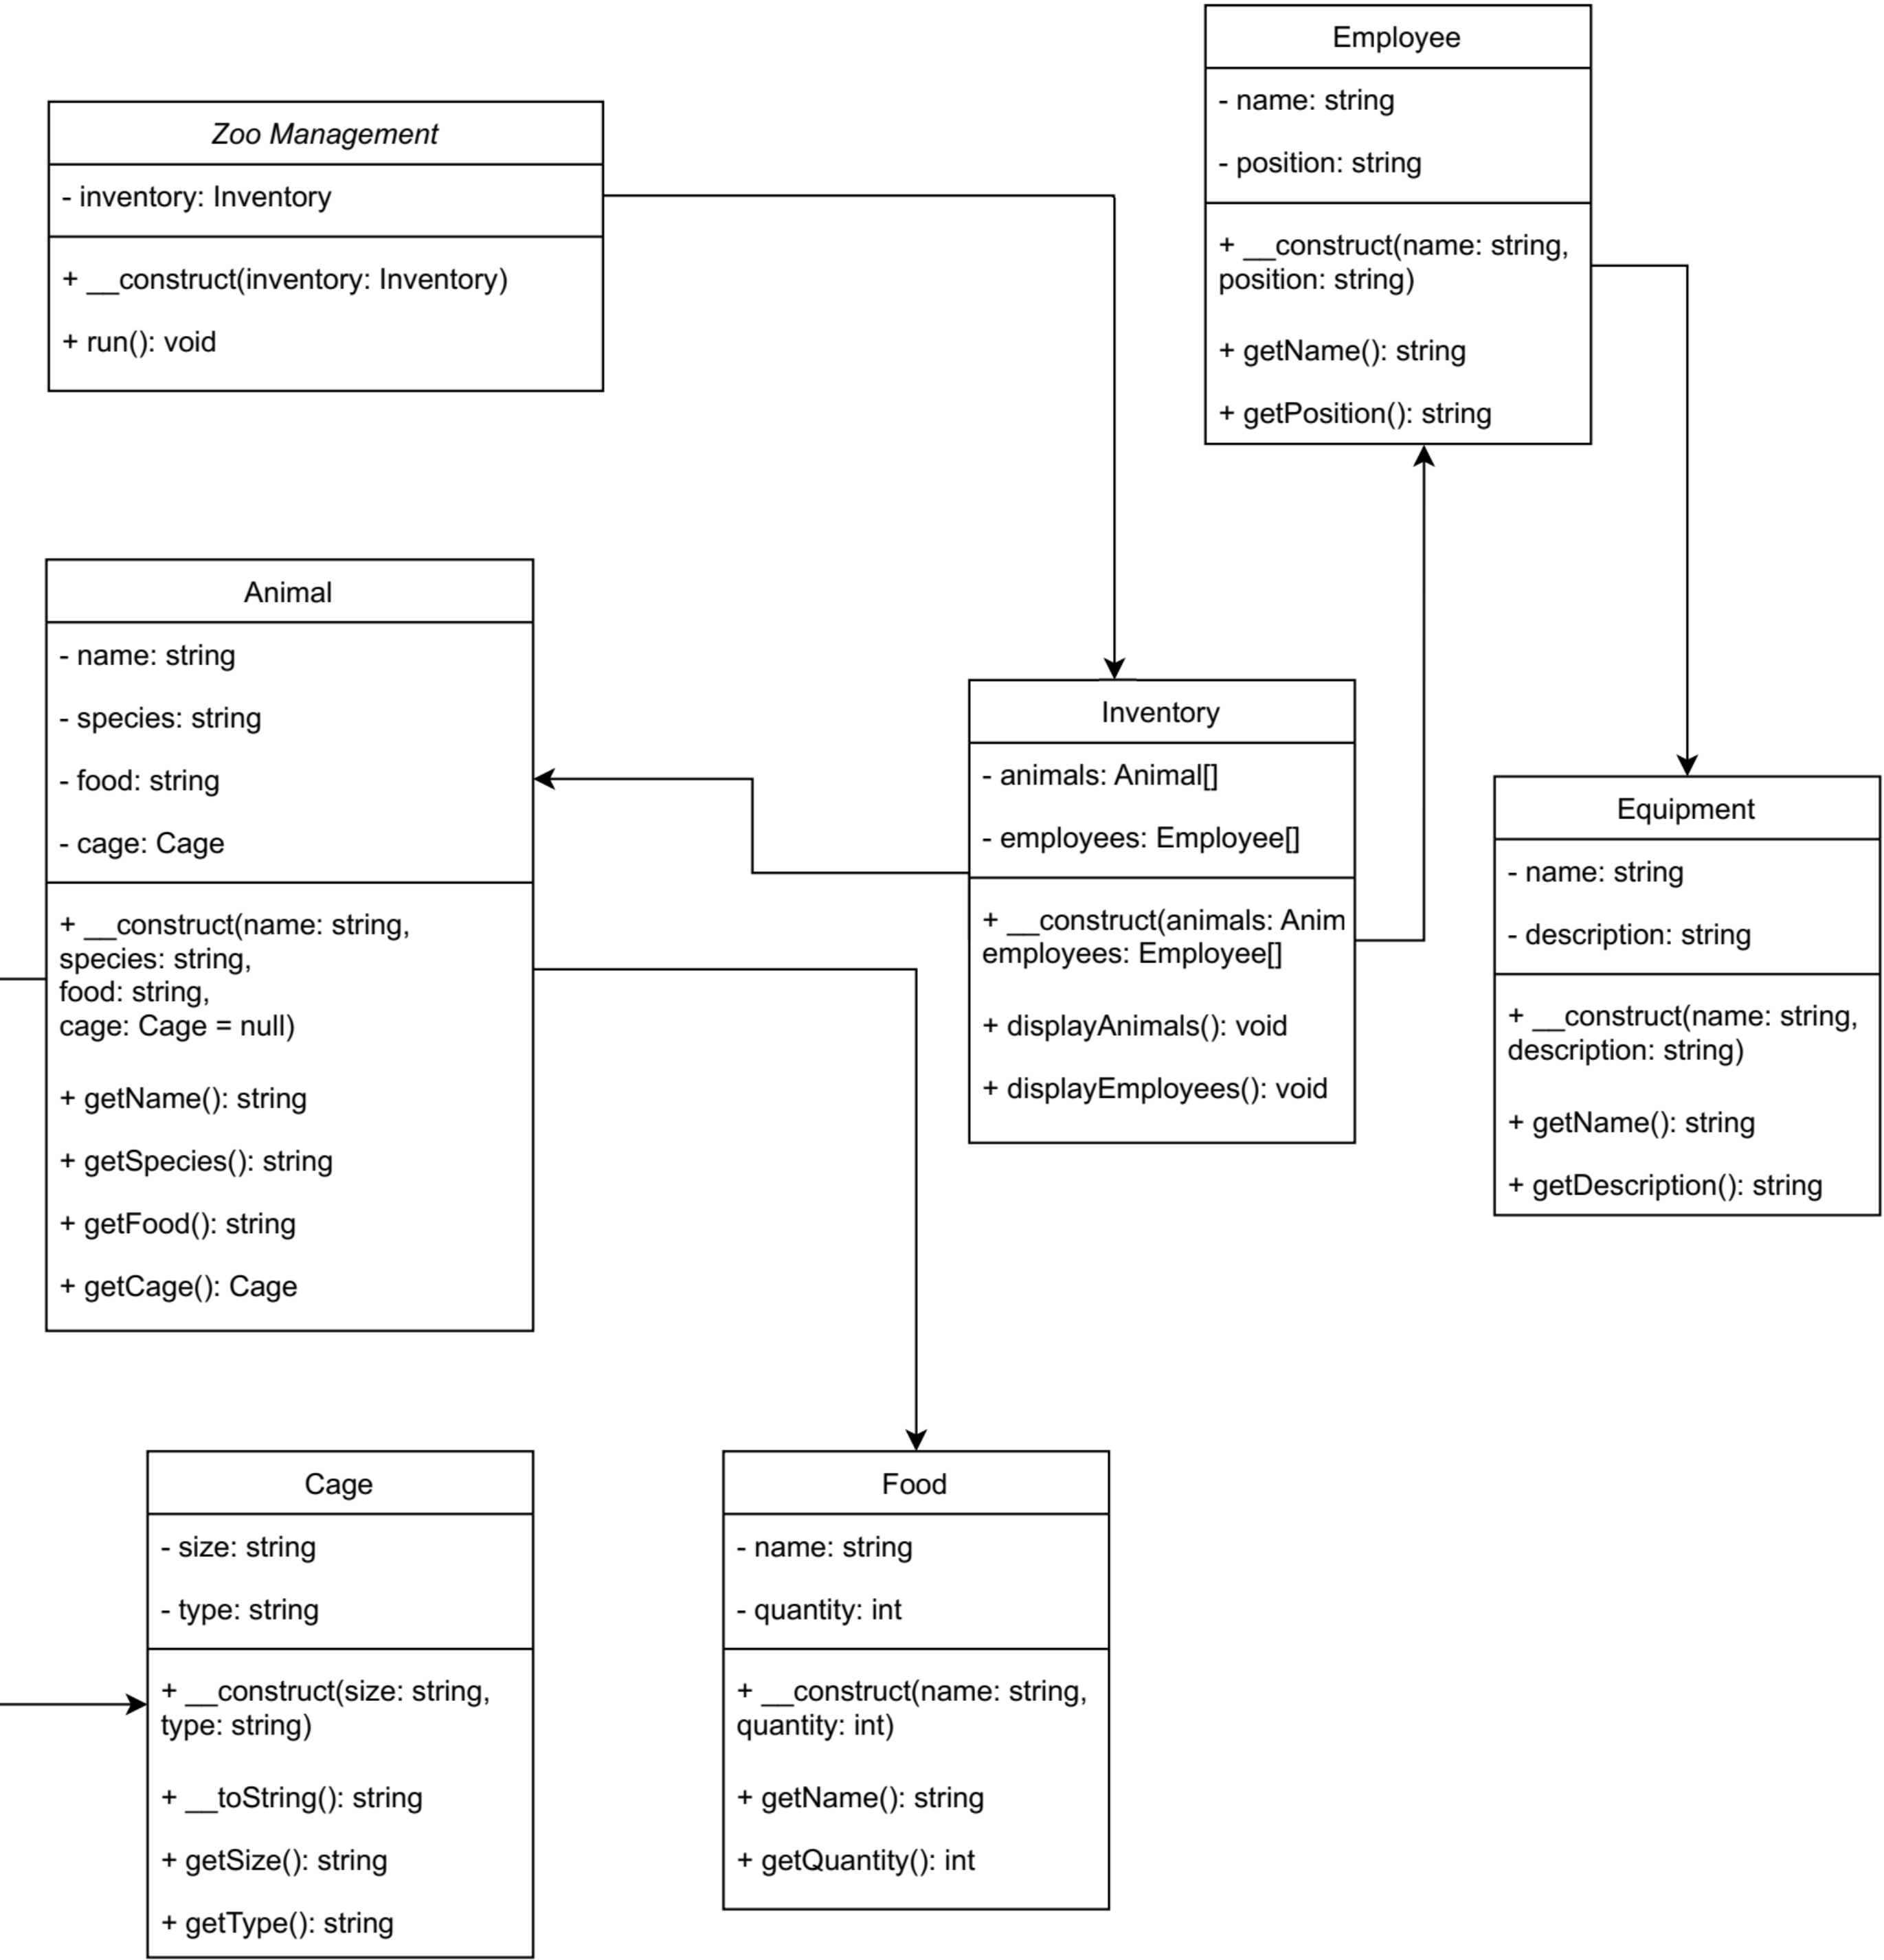 Employee
- name: string
- position: string
+ __construct(name: string,
position: string)
+ getName(): string
+ getPosition(): string
Zoo Management
- inventory: Inventory
+ __construct(inventory: Inventory)
+ run(): void
Animal
- name: string
- species: string
- food: string
- cage: Cage
+ __construct(name: string,
species: string,
food: string,
cage: Cage = null)
+ getName(): string
+ getSpecies(): string
+ getFood(): string
+ getCage(): Cage
Inventory
- animals: Animal[]
- employees: Employee[]
+ __construct(animals: Anim
employees: Employee[]
+ displayAnimals(): void
+ displayEmployees(): void
Equipment
- name: string
- description: string
+ __construct(name: string,
description: string)
+ getName(): string
+ getDescription(): string
Cage
- size: string
- type: string
+ __construct(size: string,
type: string)
+ __toString(): string
+ getSize(): string
+ getType(): string
Food
- name: string
- quantity: int
+ __construct(name: string,
quantity: int)
+ getName(): string
+ getQuantity(): int